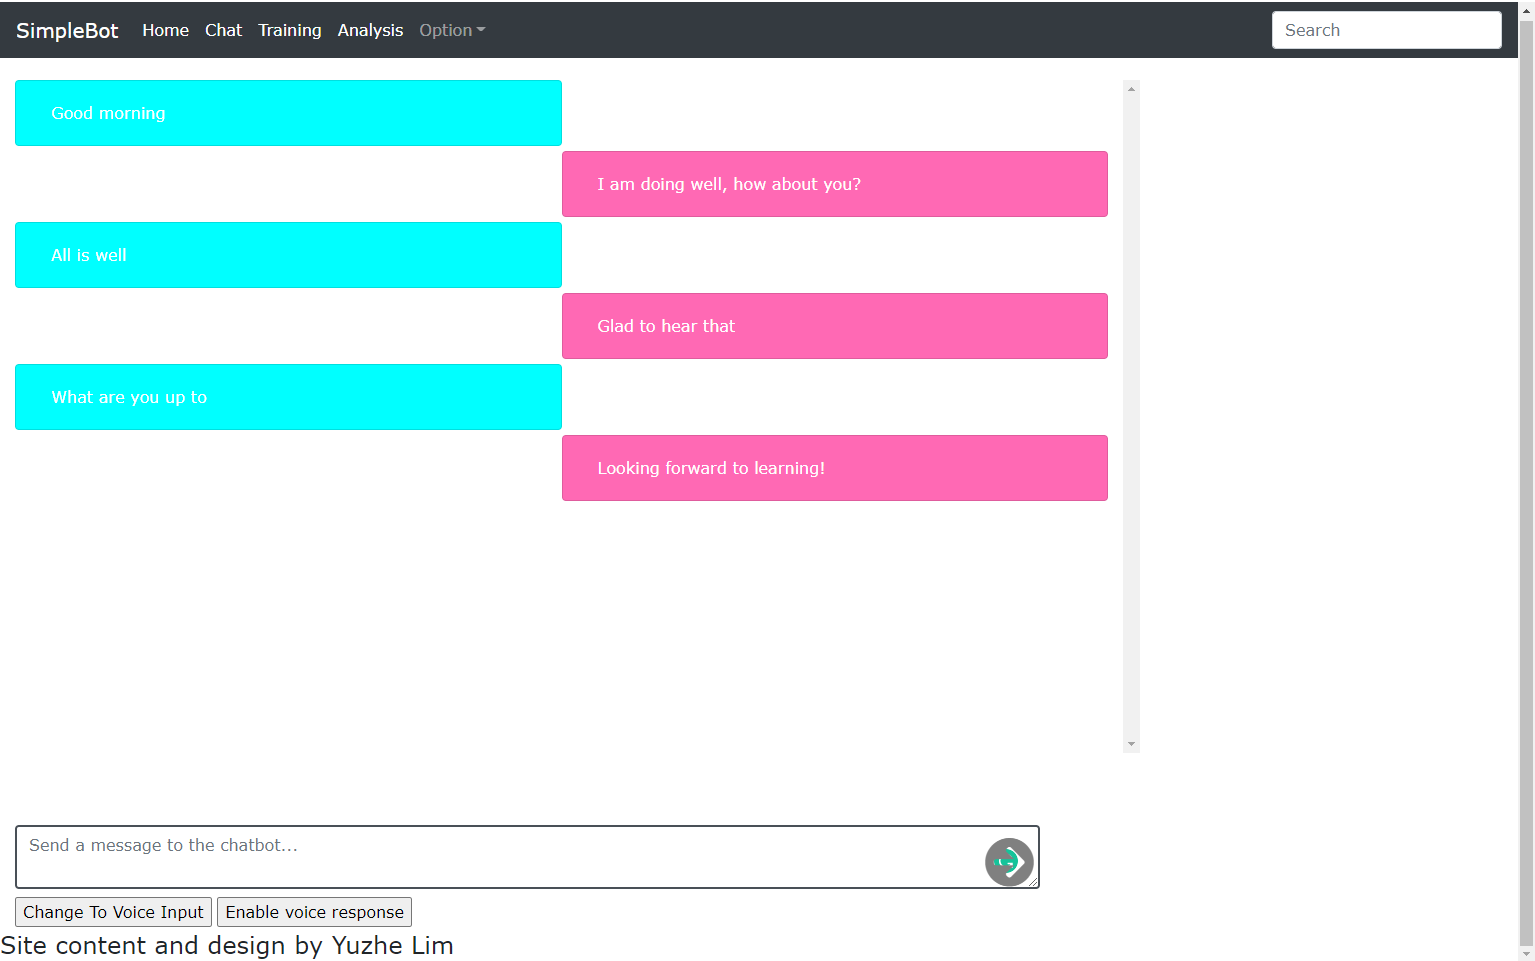 SimpleBot Home Chat Training Analysis Option Search
Good morning
I am doing well, how about you?
All is well
Glad to hear that
What are you up to
Looking forward to learning!
Send a message to the chatbot...
Change To Voice Input Enable voice response
Site content and design by Yuzhe Lim